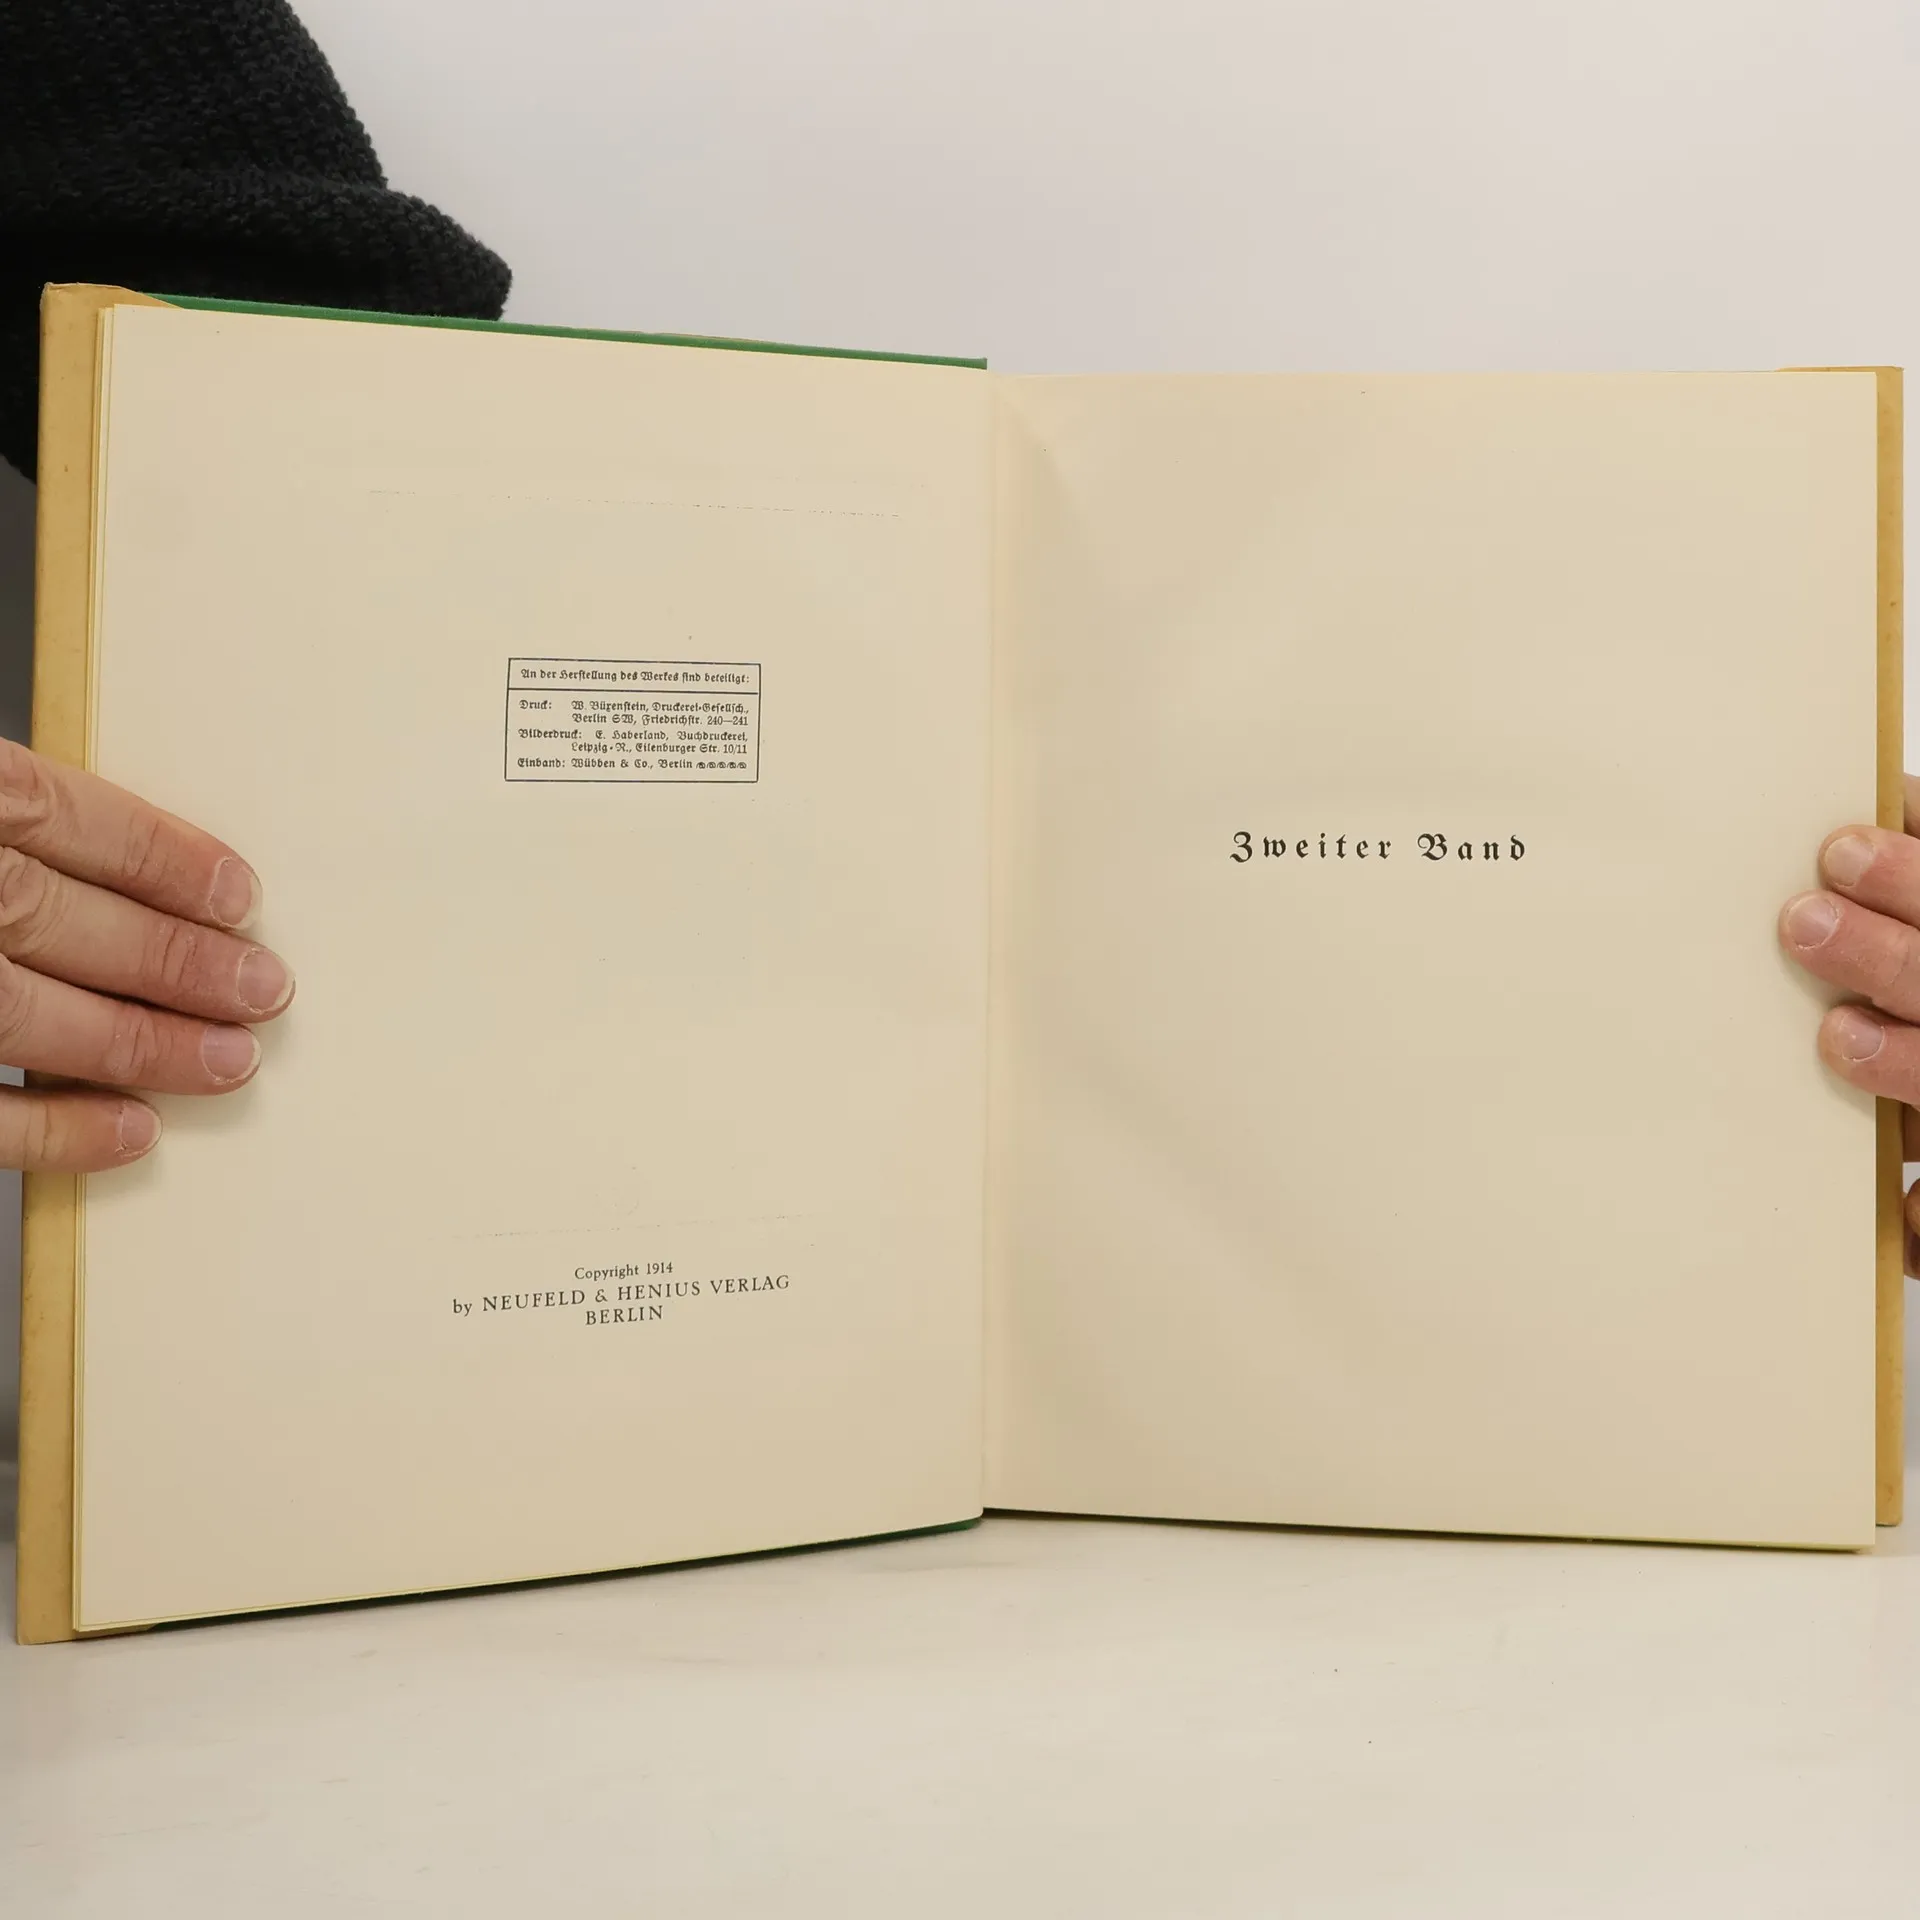 An der Herstellung des Werkes sind beteiligt:
Druck: W. Büxenstein, Druckerei-Gesellsch.,
Berlin SW, Friedrichstr. 240—241
Bilderdruck: E. Haberland, Buchdruckerei,
Leipzig-R., Eilenburger Str. 10/11
Einband: Wübben & Co., Berlin
Copyright 1914
by NEUFELD & HENIUS VERLAG
BERLIN
Zweiter Band